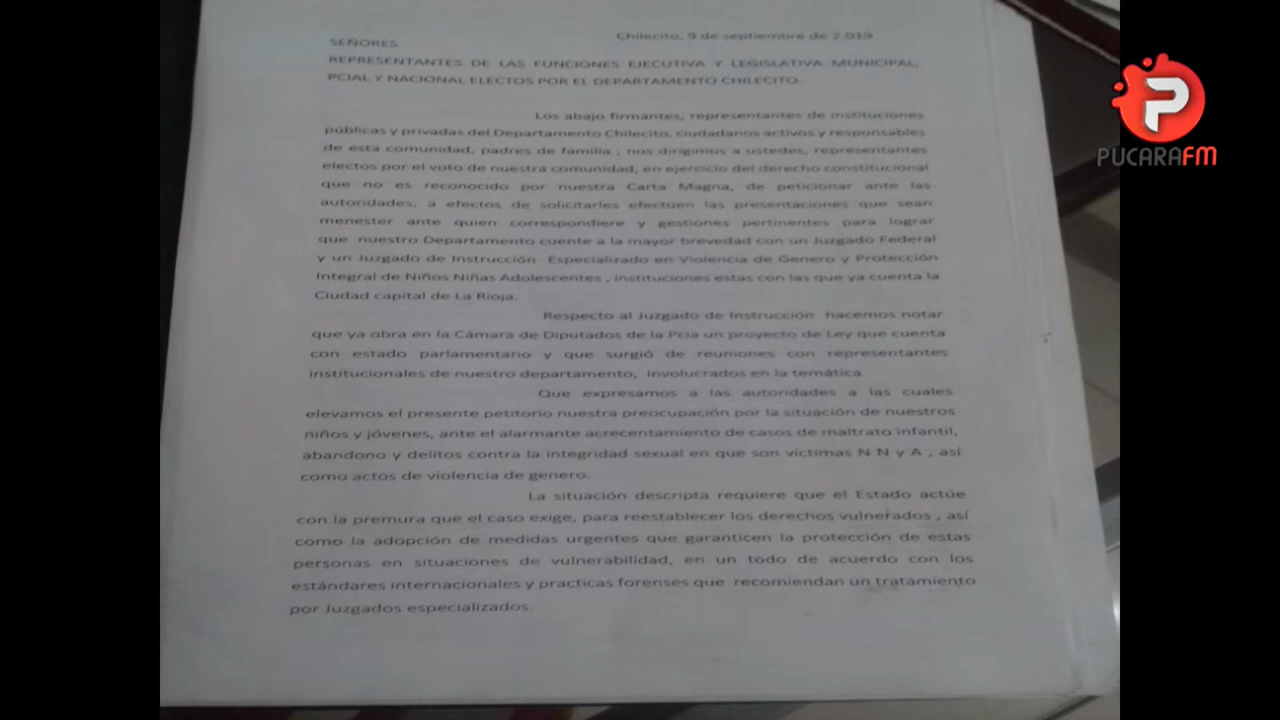 Chilecito, 9 de septiembre de 2.019
SEÑORES
REPRESENTANTES DE LAS FUNCIONES EJECUTIVA Y LEGISLATIVA MUNICIPAL,
PCIAL Y NACIONAL ELECTOS POR EL DEPARTAMENTO CHILECITO.
Los abajo firmantes, representantes de instituciones
públicas y privadas del Departamento Chilecito, ciudadanos activos y responsables
de esta comunidad, padres de familia ; nos dirigimos a ustedes, representantes
electos por el voto de nuestra comunidad, en ejercicio del derecho constitucional
que no es reconocido por nuestra Carta Magna, de peticionar ante las
autoridades, a efectos de solicitarles efectúen las presentaciones que sean
menester ante quien correspondiere y gestiones pertinentes para lograr
que nuestro Departamento cuente a la mayor brevedad con un Juzgado Federal
y un Juzgado de Instrucción Especializado en Violencia de Genero y Protección
Integral de Niños Niñas Adolescentes , instituciones estas con las que ya cuenta la
Ciudad capital de La Rioja.
Respecto al Juzgado de Instrucción hacemos notar
que ya obra en la Cámara de Diputados de la Pcia un proyecto de Ley que cuenta
con estado parlamentario y que surgió de reuniones con representantes
institucionales de nuestro departamento, involucrados en la temática.
Que expresamos a las autoridades a las cuales
elevamos el presente petitorio nuestra preocupación por la situación de nuestros
niños y jóvenes, ante el alarmante acrecentamiento de casos de maltrato infantil,
abandono y delitos contra la integridad sexual en que son víctimas N N y A , así
como actos de violencia de genero.
La situación descripta requiere que el Estado actúe
con la premura que el caso exige, para reestablecer los derechos vulnerados , así
como la adopción de medidas urgentes que garanticen la protección de estas
personas en situaciones de vulnerabilidad, en un todo de acuerdo con los
estándares internacionales y practicas forenses que recomiendan un tratamiento
por Juzgados especializados.
P
PUCARAFM